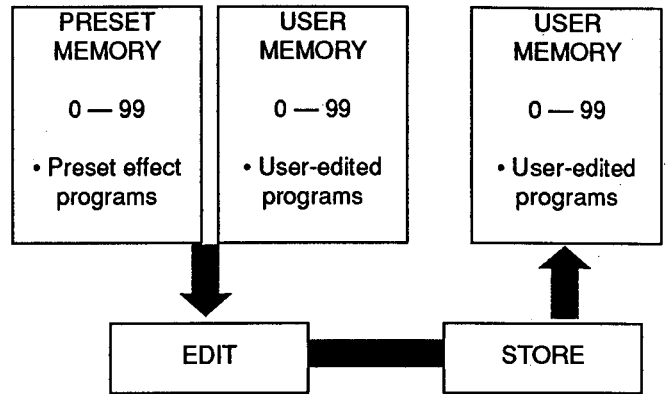 PRESET
MEMORY
0 — 99
• Preset effect
programs
USER
MEMORY
0 — 99
• User-edited
programs
USER
MEMORY
0 — 99
• User-edited
programs
EDIT
STORE